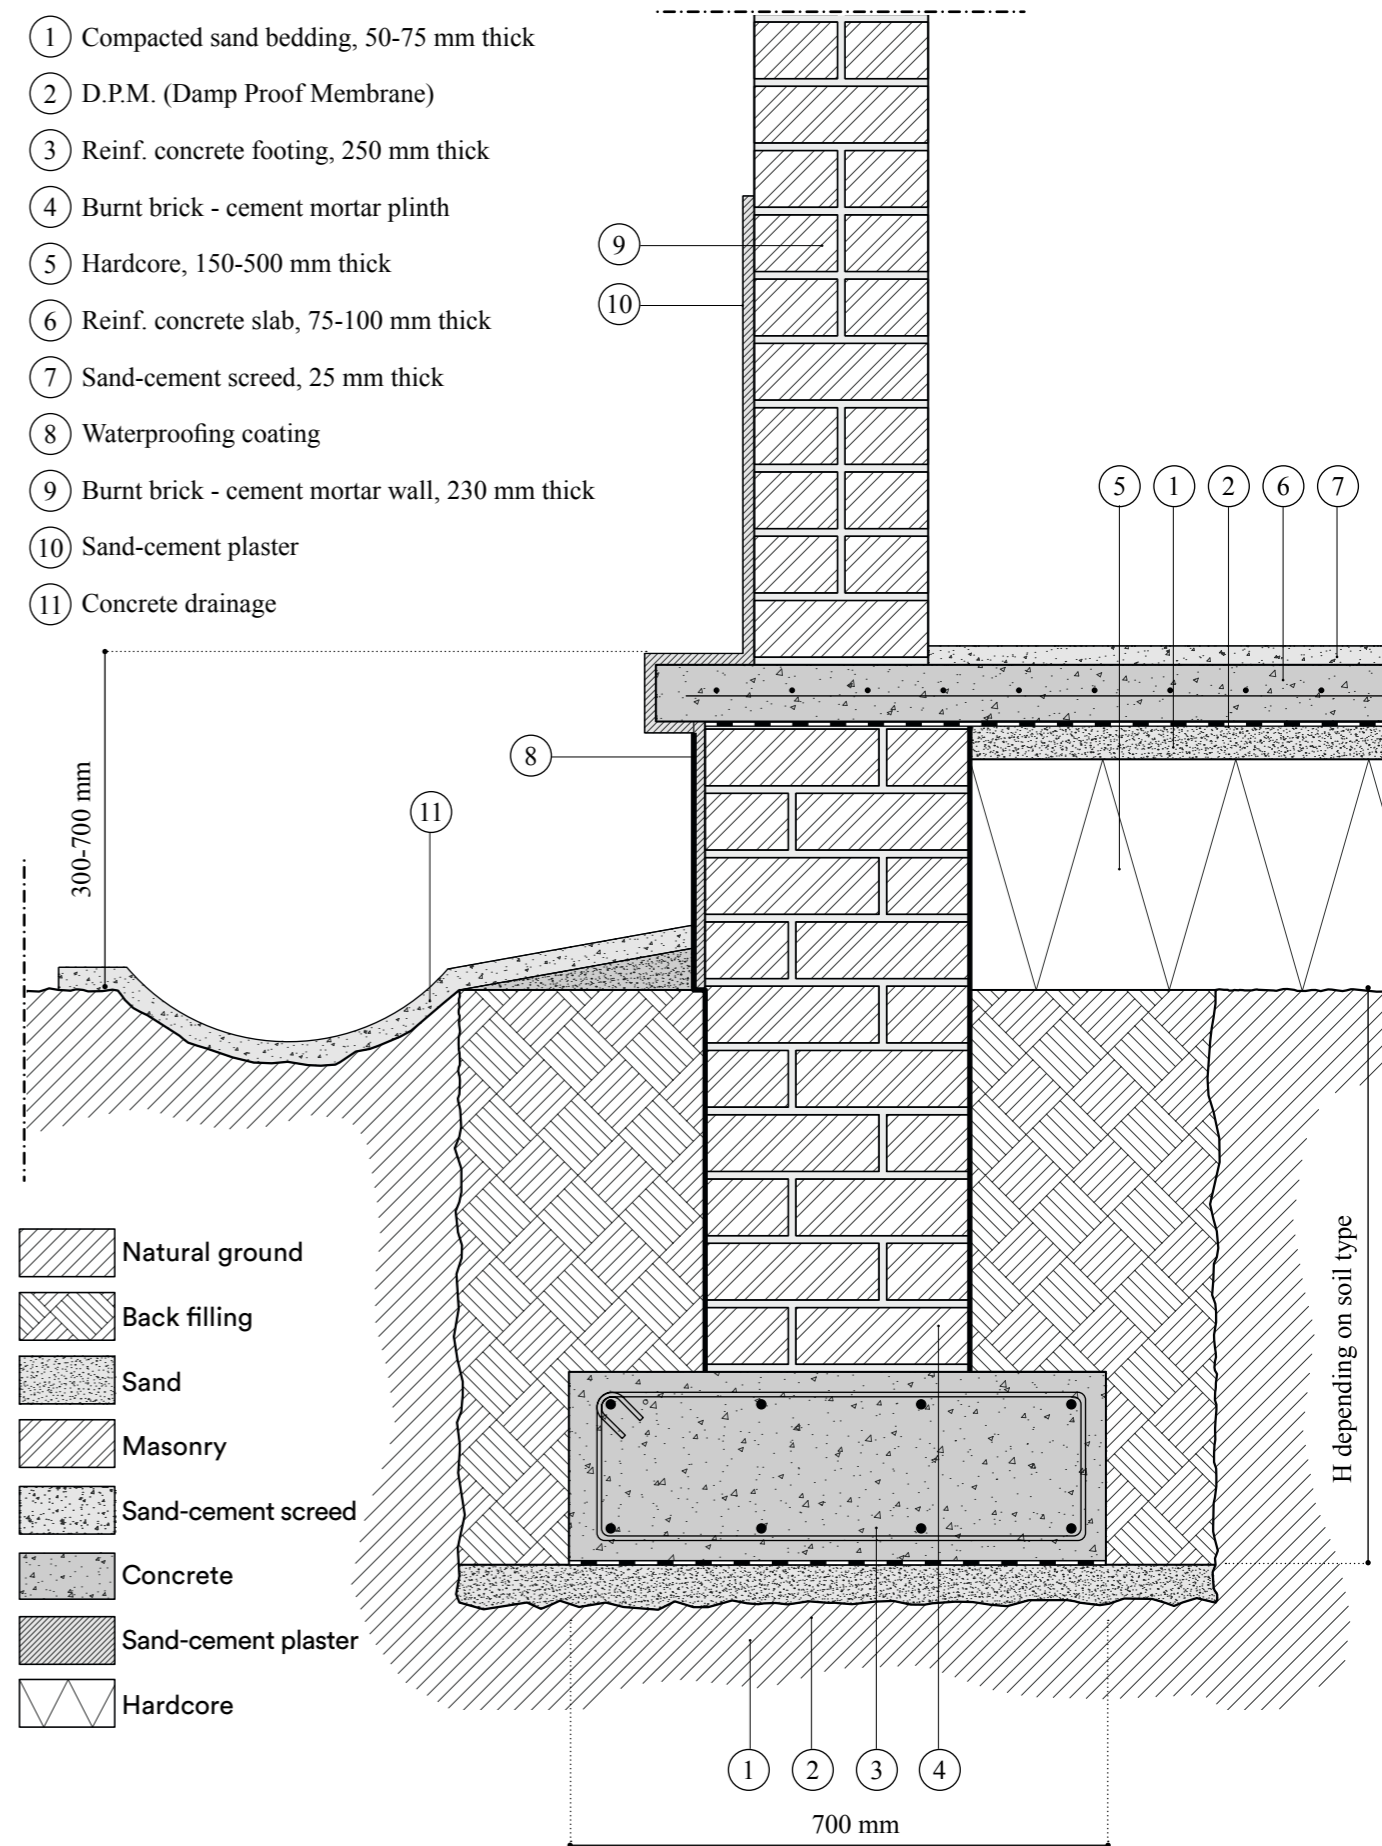 1 Compacted sand bedding, 50-75 mm thick
2 D.P.M. (Damp Proof Membrane)
3 Reinf. concrete footing, 250 mm thick
4 Burnt brick - cement mortar plinth
5 Hardcore, 150-500 mm thick
6 Reinf. concrete slab, 75-100 mm thick
7 Sand-cement screed, 25 mm thick
8 Waterproofing coating
9 Burnt brick - cement mortar wall, 230 mm thick
10 Sand-cement plaster
11 Concrete drainage
9
10
5 1 2 6 7
8
11
300-700 mm
Natural ground
Back filling
Sand
Masonry
Sand-cement screed
Concrete
Sand-cement plaster
Hardcore
H depending on soil type
1 2 3 4
700 mm